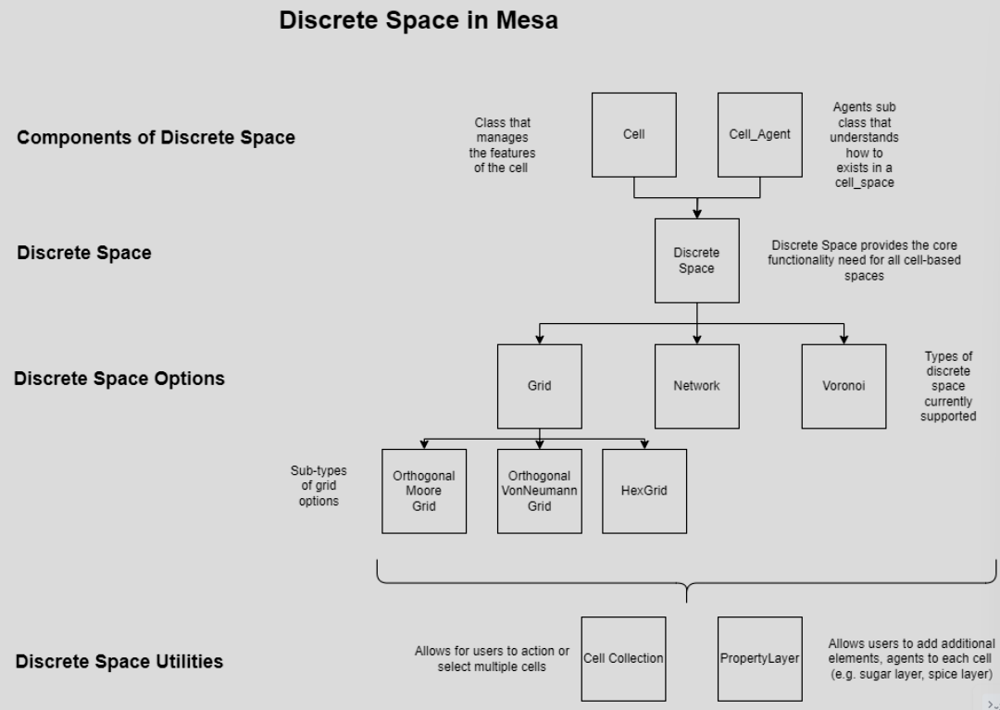 Discrete Space in Mesa
Components of Discrete Space
Class that
manages
the features
of the cell
Cell
Cell_Agent
Agents sub
class that
understands
how to
exists in a
cell_space
Discrete Space
Discrete
Space
Discrete Space provides the core
functionality need for all cell-based
spaces
Discrete Space Options
Grid
Network
Voronoi
Types of
discrete
space
currently
supported
Sub-types
of grid
options
Orthogonal
Moore
Grid
Orthogonal
VonNeumann
Grid
HexGrid
Discrete Space Utilities
Allows for users to action or
select multiple cells
Cell Collection
PropertyLayer
Allows users to add additional
elements, agents to each cell
(e.g. sugar layer, spice layer)